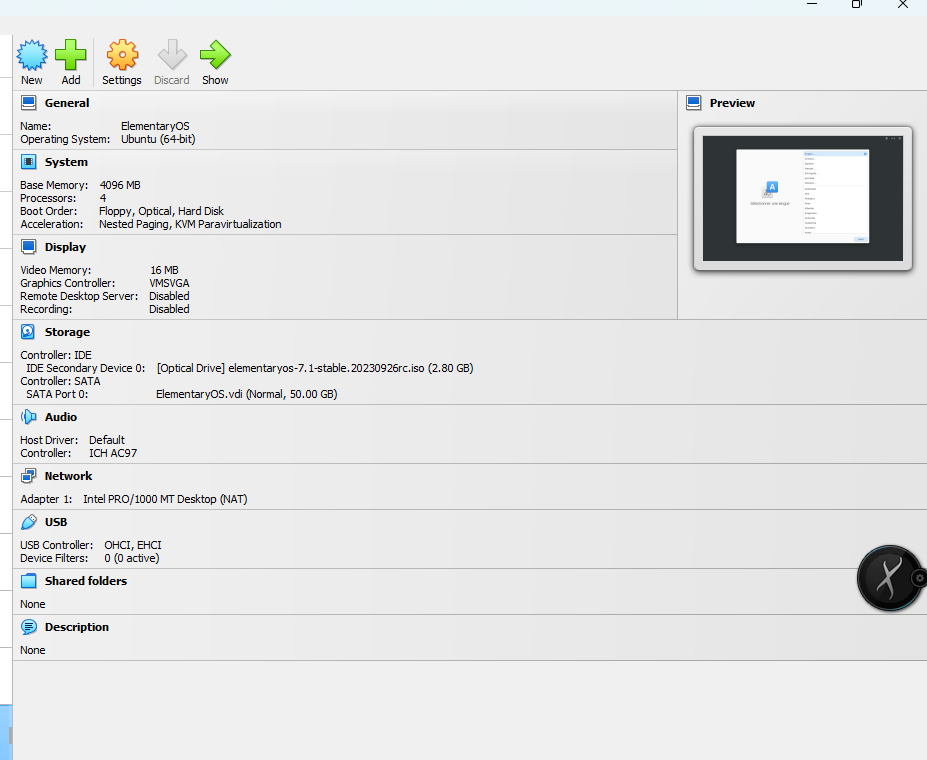 New Add Settings Discard Show
General
Name: ElementaryOS
Operating System: Ubuntu (64-bit)
System
Base Memory: 4096 MB
Processors: 4
Boot Order: Floppy, Optical, Hard Disk
Acceleration: Nested Paging, KVM Paravirtualization
Display
Video Memory: 16 MB
Graphics Controller: VMSVGA
Remote Desktop Server: Disabled
Recording: Disabled
Preview
Storage
Controller: IDE
IDE Secondary Device 0: [Optical Drive] elementaryos-7.1-stable.20230926rc.iso (2.80 GB)
Controller: SATA
SATA Port 0: ElementaryOS.vdi (Normal, 50.00 GB)
Audio
Host Driver: Default
Controller: ICH AC97
Network
Adapter 1: Intel PRO/1000 MT Desktop (NAT)
USB
USB Controller: OHCI, EHCI
Device Filters: 0 (0 active)
Shared folders
None
Description
None